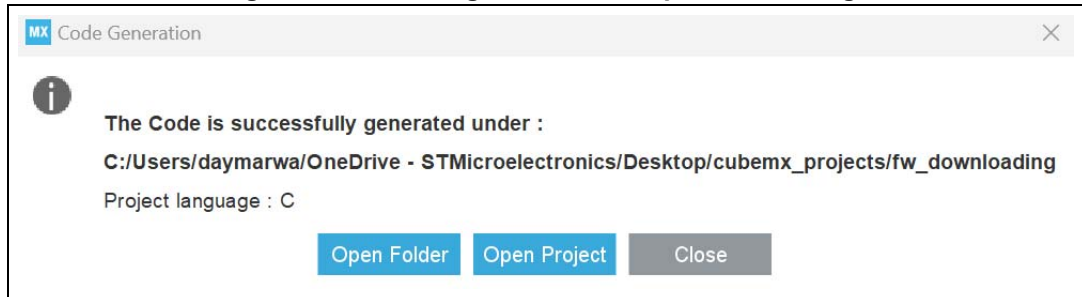 MX Code Generation
The Code is successfully generated under :
C:/Users/daymarwa/OneDrive - STMicroelectronics/Desktop/cubemx_projects/fw_downloading
Project language : C
Open Folder Open Project Close